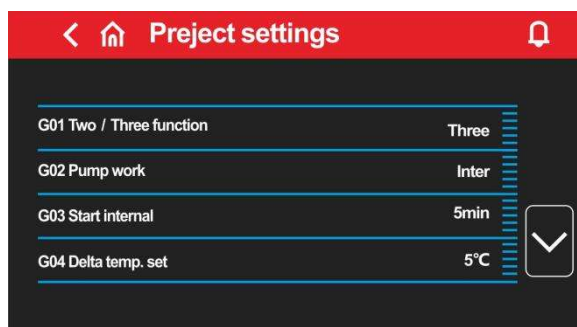 Preject settings
G01 Two / Three function Three
G02 Pump work Inter
G03 Start internal 5min
G04 Delta temp. set 5℃